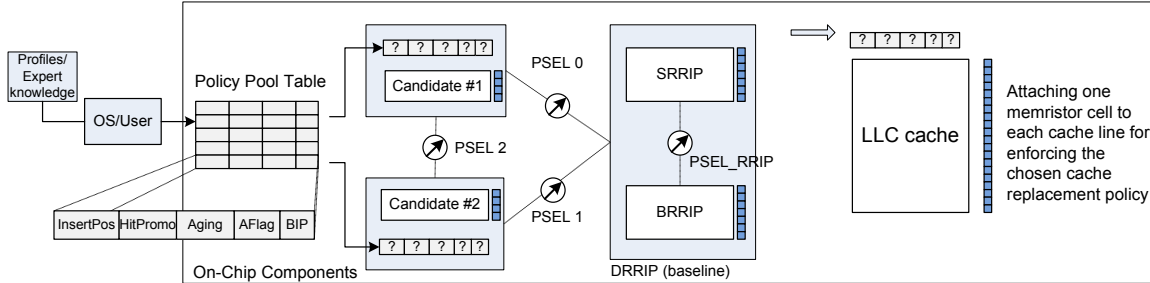 Profiles/
Expert
knowledge
OS/User
Policy Pool Table
InsertPos HitPromo Aging AFlag BIP
On-Chip Components
? ? ? ? ?
Candidate #1
PSEL 0
PSEL 2
PSEL 1
Candidate #2
? ? ? ? ?
SRRIP
PSEL_RRIP
BRRIP
DRRIP (baseline)
? ? ? ? ?
LLC cache
Attaching one
memristor cell to
each cache line for
enforcing the
chosen cache
replacement policy